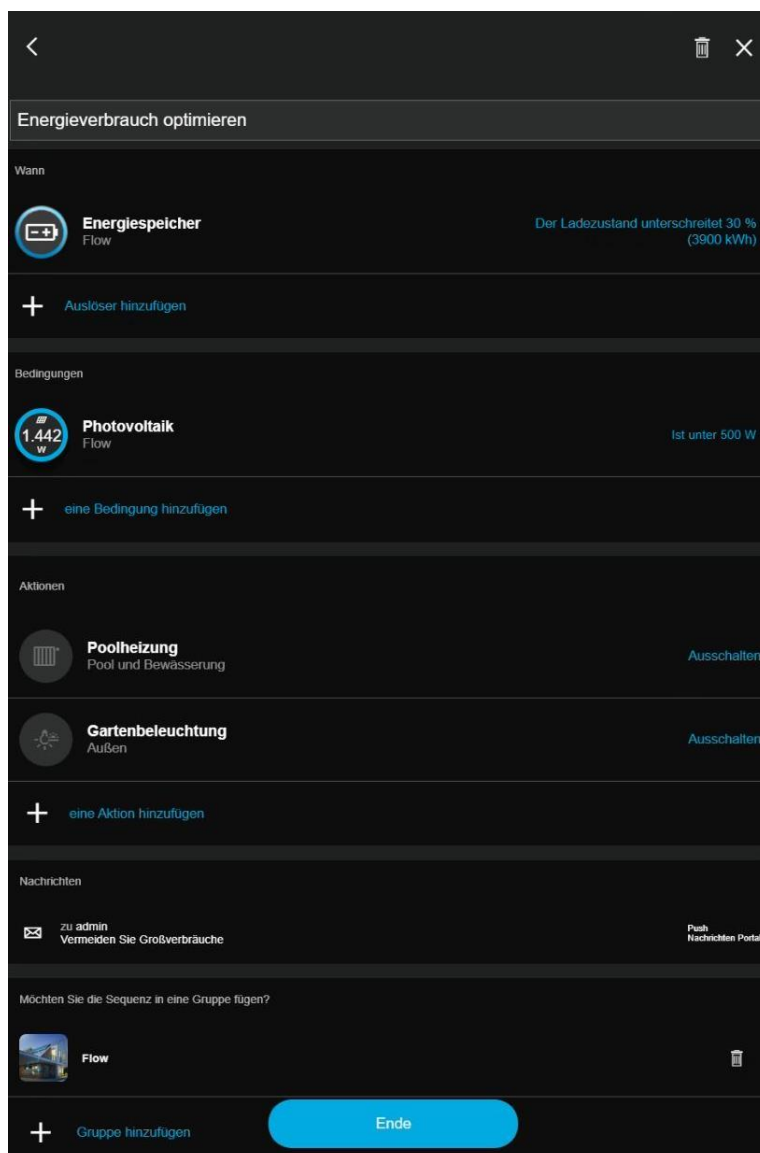 Energieverbrauch optimieren
Wann
Energiespeicher
Flow
Der Ladezustand unterschreitet 30 %
(3900 kWh)
Auslöser hinzufügen
Bedingungen
1.442
W
Photovoltaik
Flow
Ist unter 500 W
eine Bedingung hinzufügen
Aktionen
Poolheizung
Pool und Bewässerung
Ausschalten
Gartenbeleuchtung
Außen
Ausschalten
eine Aktion hinzufügen
Nachrichten
zu admin
Vermeiden Sie Großverbräuche
Push
Nachrichten Portal
Möchten Sie die Sequenz in eine Gruppe fügen?
Flow
Gruppe hinzufügen
Ende